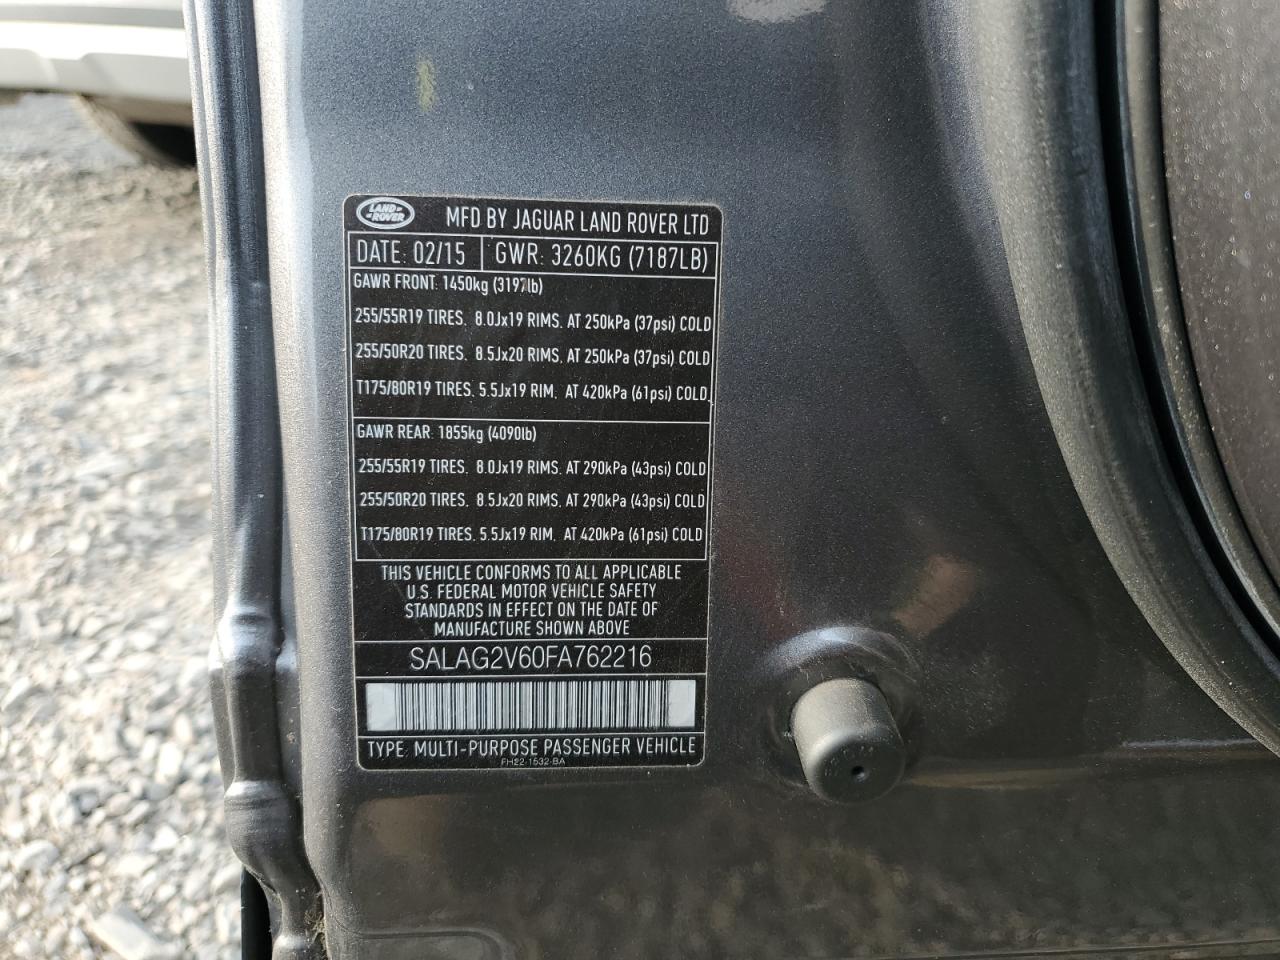 LAND-
-ROVER
MFD BY JAGUAR LAND ROVER LTD
DATE: 02/15 GWR: 3260KG (7187LB)
GAWR FRONT: 1450kg (3197lb)
255/55R19 TIRES. 8.0Jx19 RIMS. AT 250kPa (37psi) COLD
255/50R20 TIRES. 8.5Jx20 RIMS. AT 250kPa (37psi) COLD
T175/80R19 TIRES. 5.5Jx19 RIM. AT 420kPa (61psi) COLD.
GAWR REAR: 1855kg (4090lb)
255/55R19 TIRES. 8.0Jx19 RIMS. AT 290kPa (43psi) COLD
255/50R20 TIRES. 8.5Jx20 RIMS. AT 290kPa (43psi) COLD
T175/80R19 TIRES. 5.5Jx19 RIM. AT 420kPa (61psi) COLD
THIS VEHICLE CONFORMS TO ALL APPLICABLE
U.S. FEDERAL MOTOR VEHICLE SAFETY
STANDARDS IN EFFECT ON THE DATE OF
MANUFACTURE SHOWN ABOVE
SALAG2V60FA762216
TYPE: MULTI-PURPOSE PASSENGER VEHICLE
FH22-1532-BA